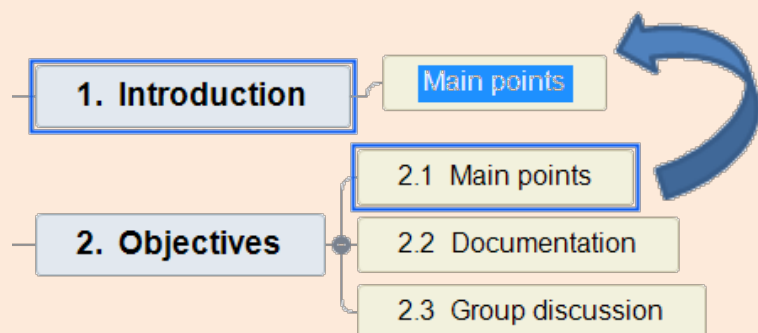 1. Introduction
Main points
2.1 Main points
2. Objectives
2.2 Documentation
2.3 Group discussion